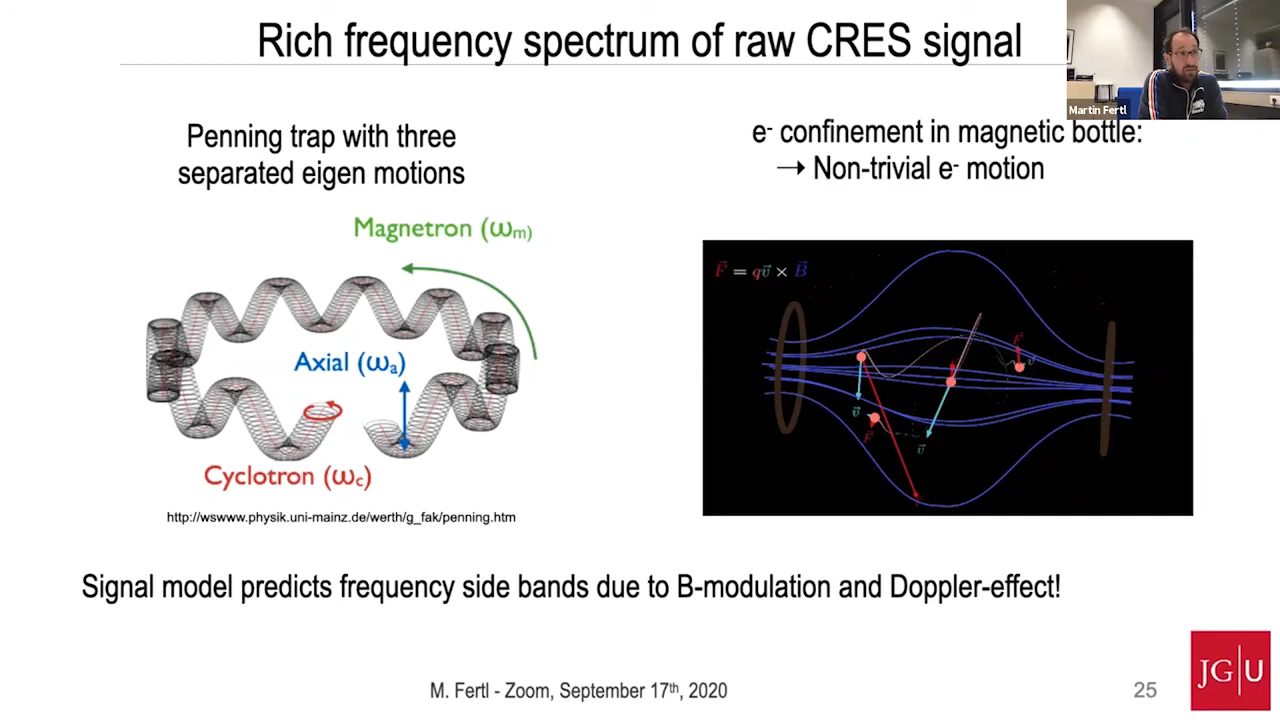 Rich frequency spectrum of raw CRES signal
Martin Fertl
Penning trap with three
separated eigen motions
Magnetron (ωm)
Axial (ωa)
Cyclotron (ωc)
http://wswww.physik.uni-mainz.de/werth/g_fak/penning.htm
e- confinement in magnetic bottle:
→ Non-trivial e- motion
F⃗ = qv⃗ × B⃗
F⃗
v⃗
v⃗
F⃗
v⃗
Signal model predicts frequency side bands due to B-modulation and Doppler-effect!
M. Fertl - Zoom, September 17th, 2020
25
JG|U